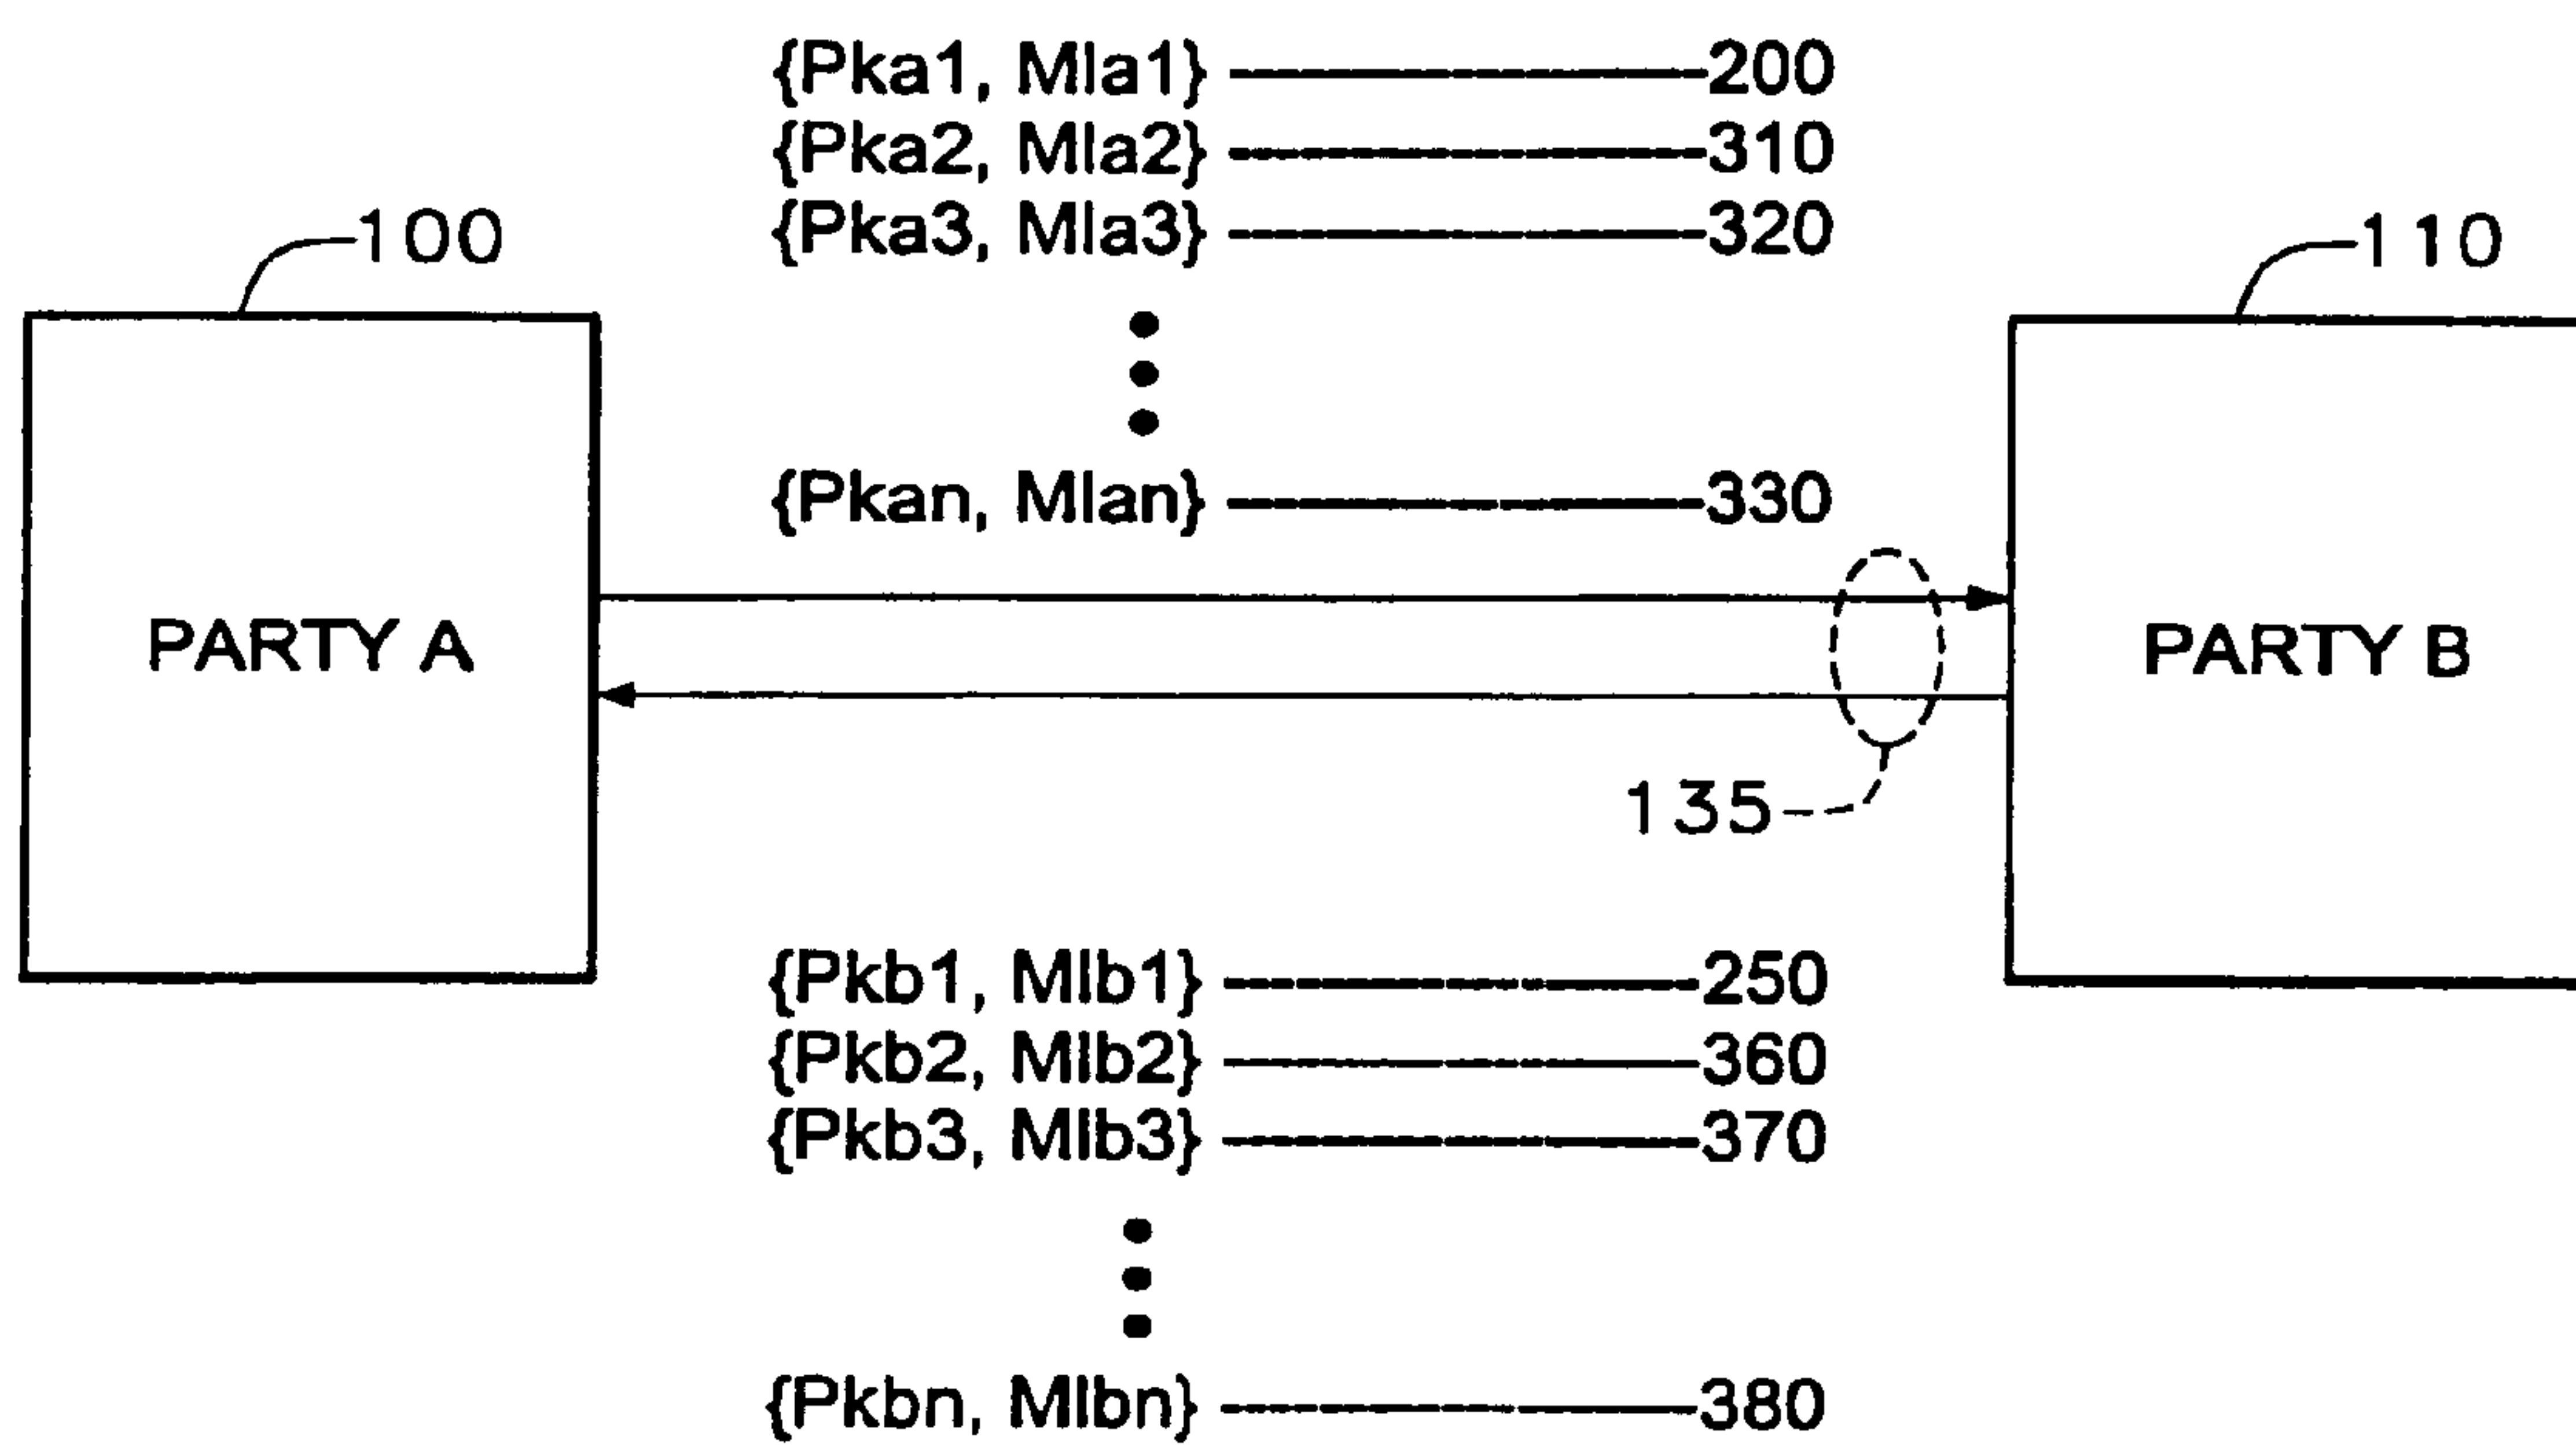 {Pka1, Mla1} 200
{Pka2, Mla2} 310
{Pka3, Mla3} 320
100
110
{Pkan, Mlan} 330
PARTY A
PARTY B
135
{Pkb1, Mlb1} 250
{Pkb2, Mlb2} 360
{Pkb3, Mlb3} 370
{Pkbn, Mlbn} 380